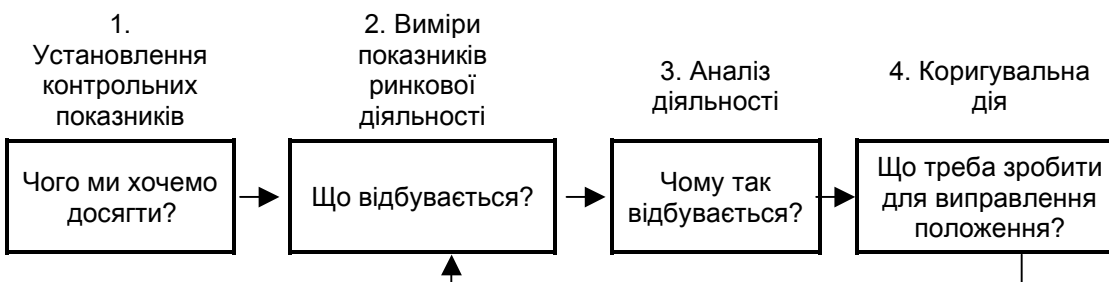 1.
Установлення
контрольних
показників
2. Виміри
показників
ринкової
діяльності
3. Аналіз
діяльності
4. Коригувальна
дія
Чого ми хочемо
досягти?
Що відбувається?
Чому так
відбувається?
Що треба зробити
для виправлення
положення?